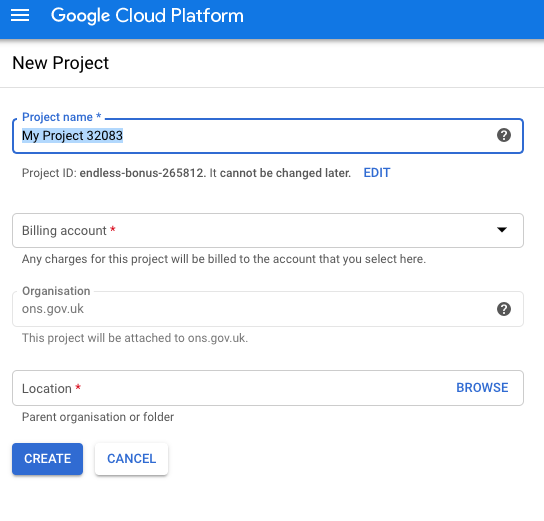 Google Cloud Platform
New Project
Project name *
My Project 32083
Project ID: endless-bonus-265812. It cannot be changed later. EDIT
Billing account *
Any charges for this project will be billed to the account that you select here.
Organisation
ons.gov.uk
This project will be attached to ons.gov.uk.
Location * BROWSE
Parent organisation or folder
CREATE CANCEL